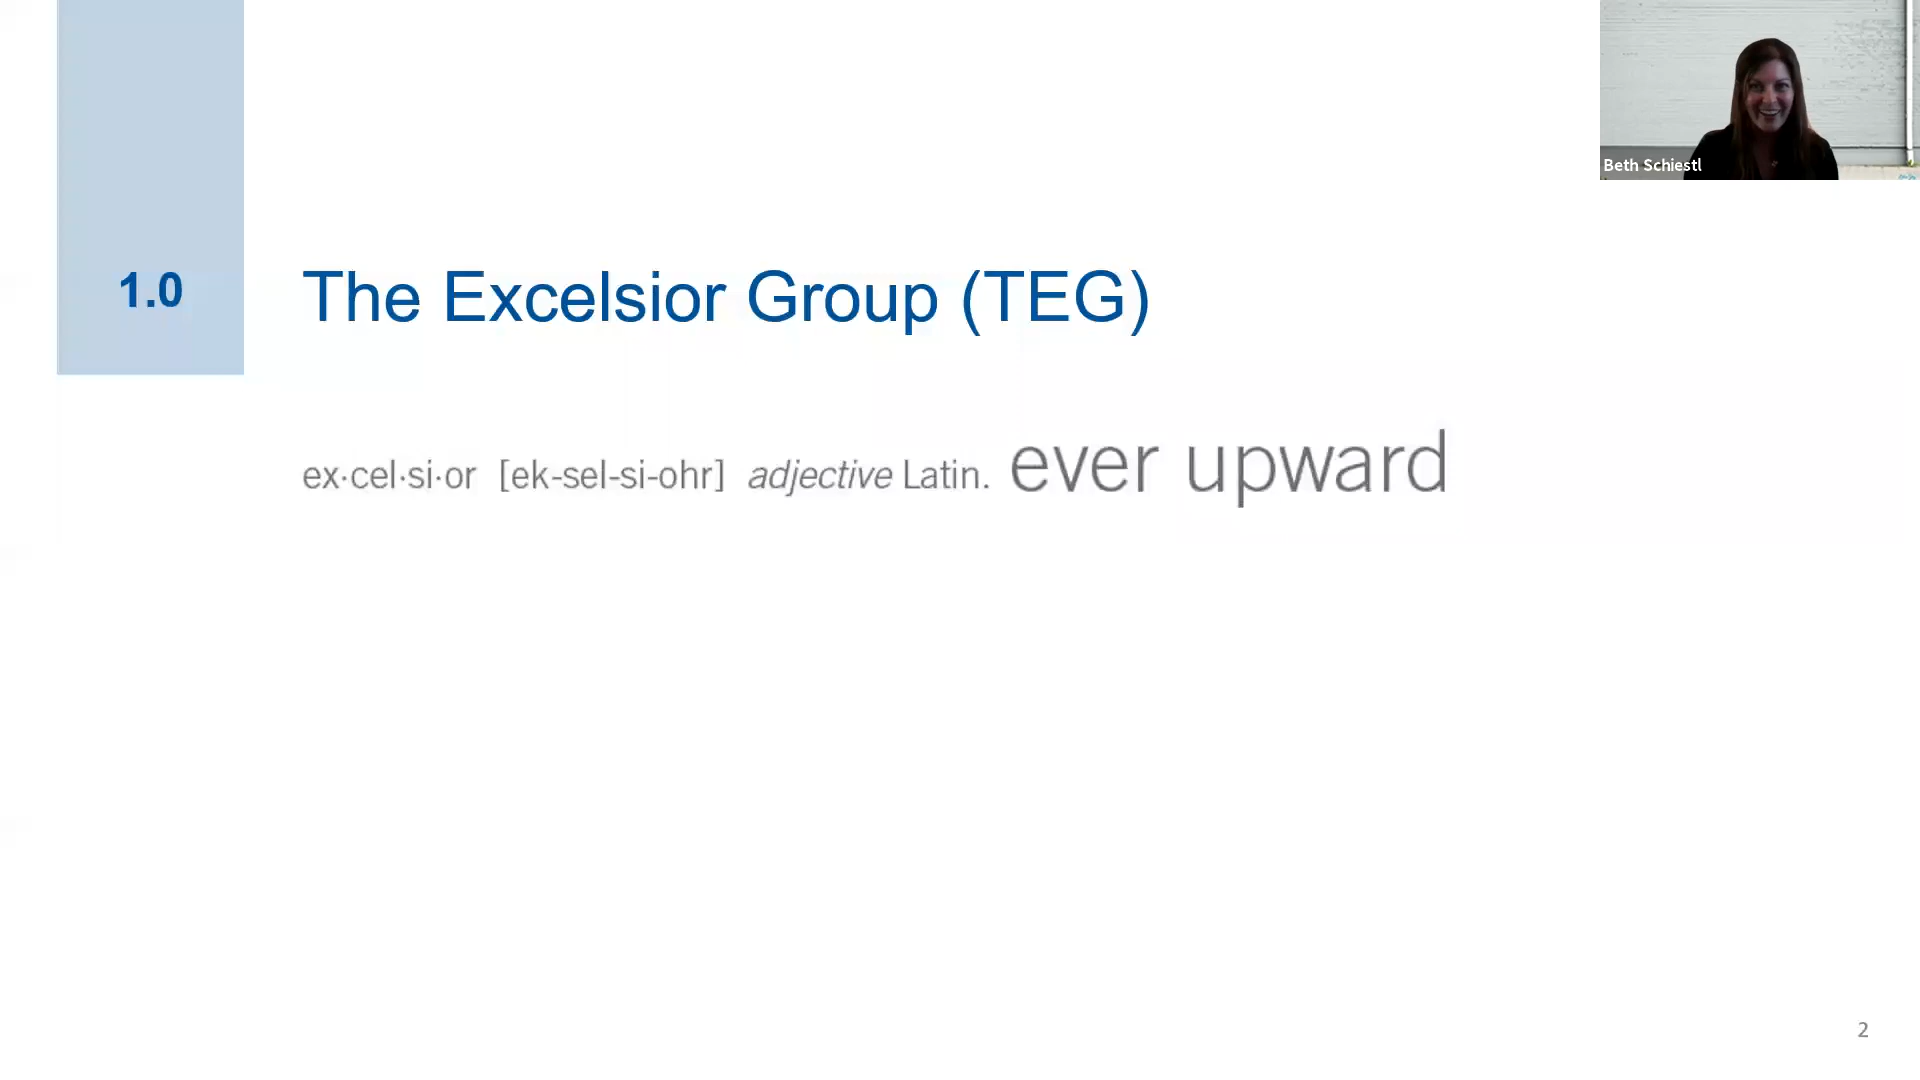 Beth Schiestl
1.0
The Excelsior Group (TEG)
ex·cel·si·or [ek-sel-si-ohr] adjective Latin. ever upward
2